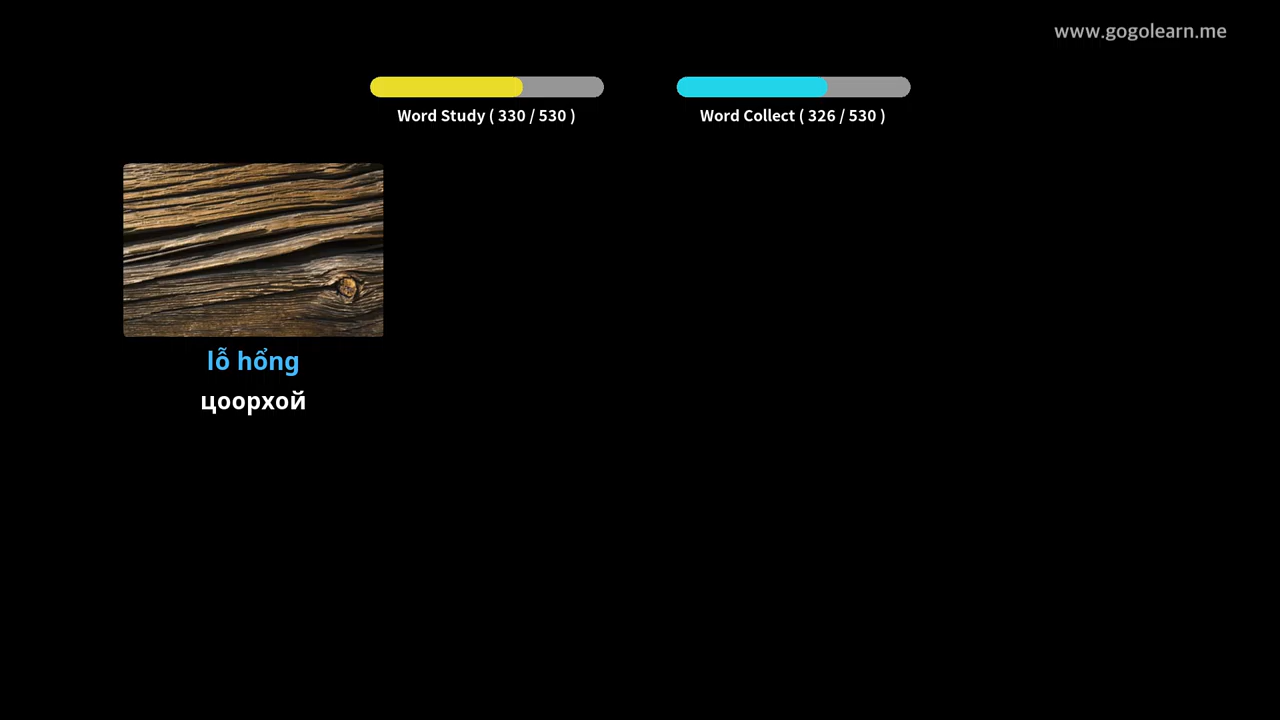 www.gogolearn.me
Word Study ( 330 / 530 )
Word Collect ( 326 / 530 )
lỗ hổng
цоорхой